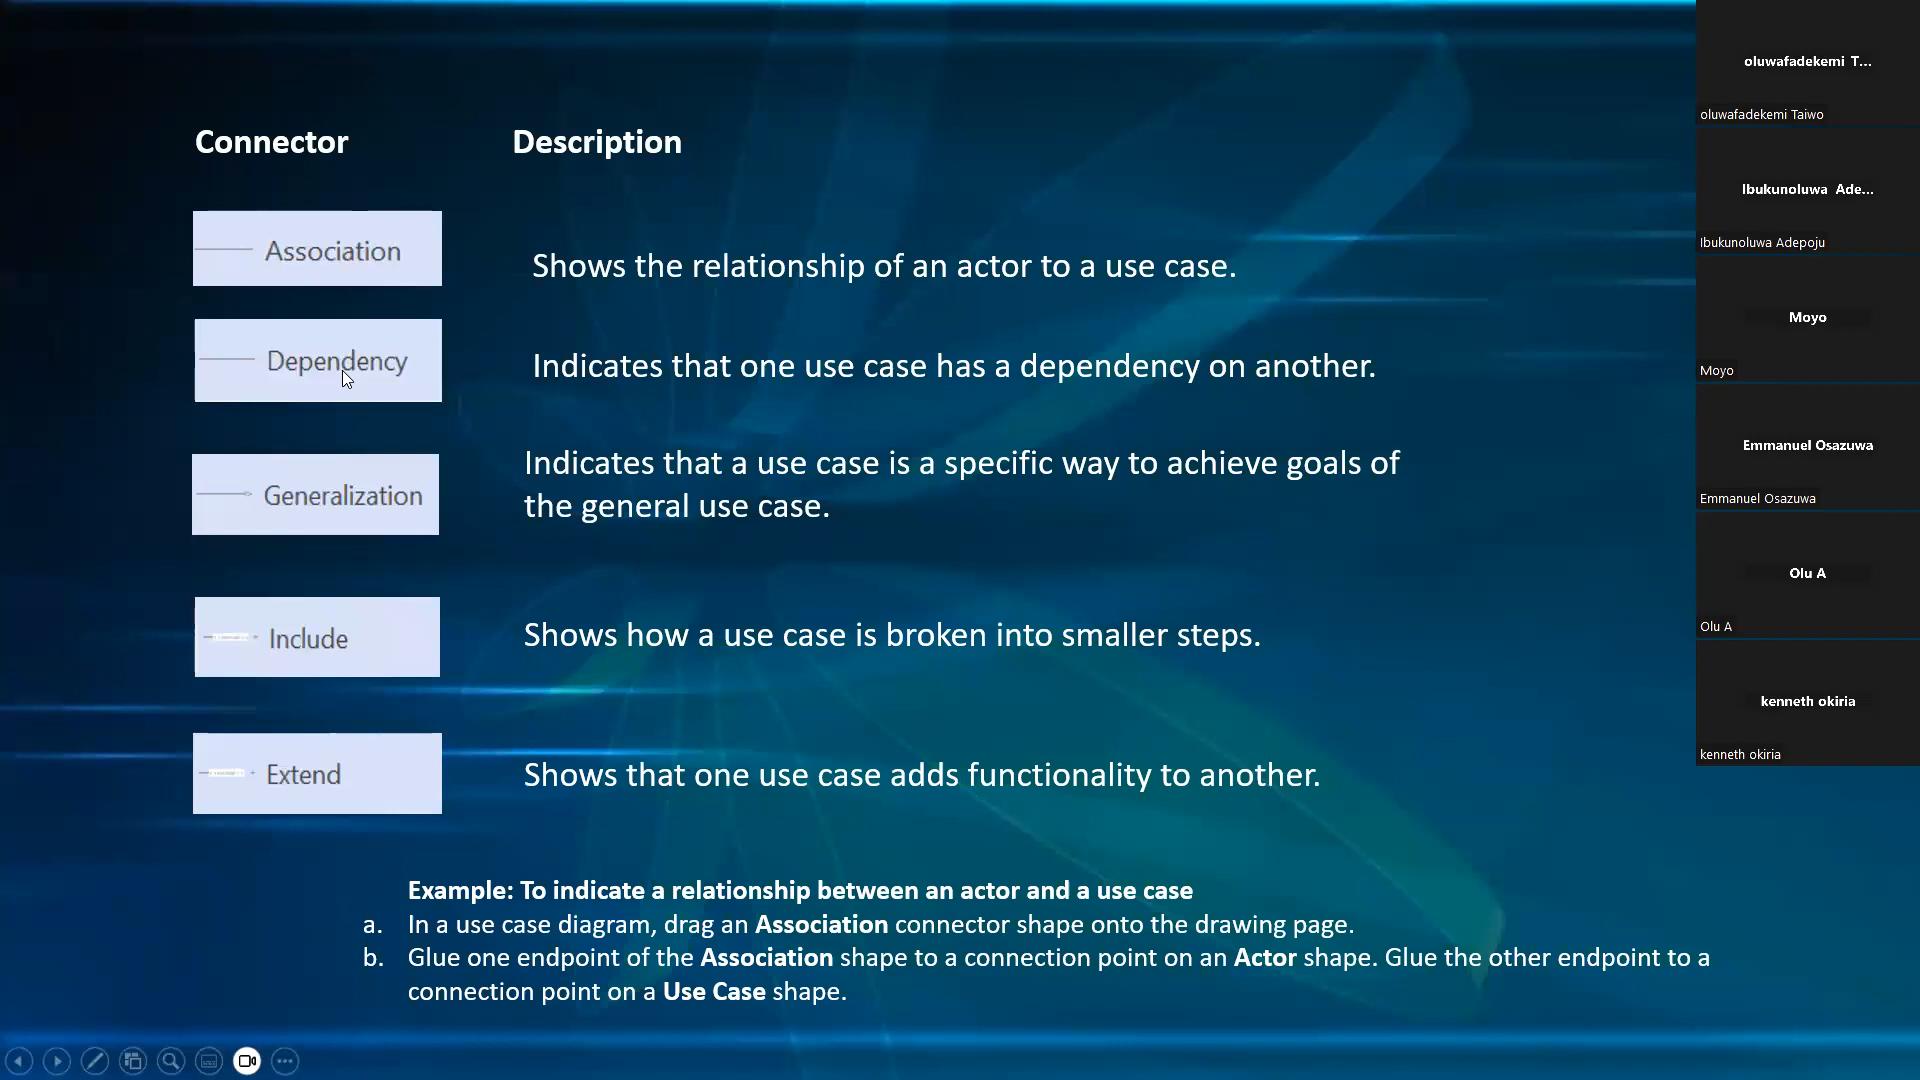 Connector Description
Association
Shows the relationship of an actor to a use case.
Dependency
Indicates that one use case has a dependency on another.
Generalization
Indicates that a use case is a specific way to achieve goals of
the general use case.
Include
Shows how a use case is broken into smaller steps.
Extend
Shows that one use case adds functionality to another.
Example: To indicate a relationship between an actor and a use case
a. In a use case diagram, drag an Association connector shape onto the drawing page.
b. Glue one endpoint of the Association shape to a connection point on an Actor shape. Glue the other endpoint to a
connection point on a Use Case shape.
oluwafadekemi T...
oluwafadekemi Taiwo
Ibukunoluwa Ade...
Ibukunoluwa Adepoju
Moyo
Moyo
Emmanuel Osazuwa
Emmanuel Osazuwa
Olu A
Olu A
kenneth okiria
kenneth okiria